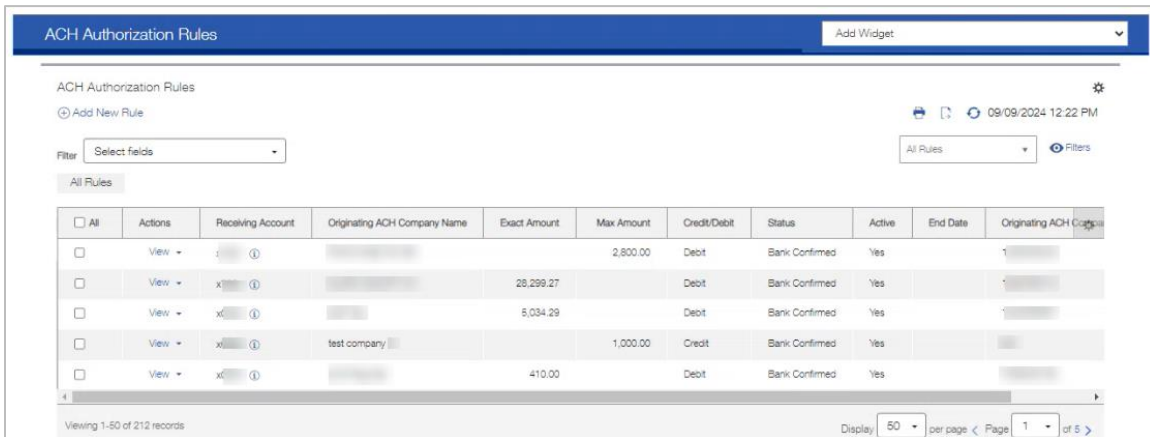 ACH Authorization Rules Add Widget
ACH Authorization Rules
Add New Rule 09/09/2024 12:22 PM
Filter Select fields All Rules Filters
All Rules
All Actions Receiving Account Originating ACH Company Name Exact Amount Max Amount Credit/Debit Status Active End Date Originating ACH
View 2,800.00 Debit Bank Confirmed Yes 1
View x 28,299.27 Debit Bank Confirmed Yes
View x 5,034.29 Debit Bank Confirmed Yes
View x test company 1,000.00 Credit Bank Confirmed Yes
View x 410.00 Debit Bank Confirmed Yes
Viewing 1-50 of 212 records Display 50 per page < Page 1 of 5 >